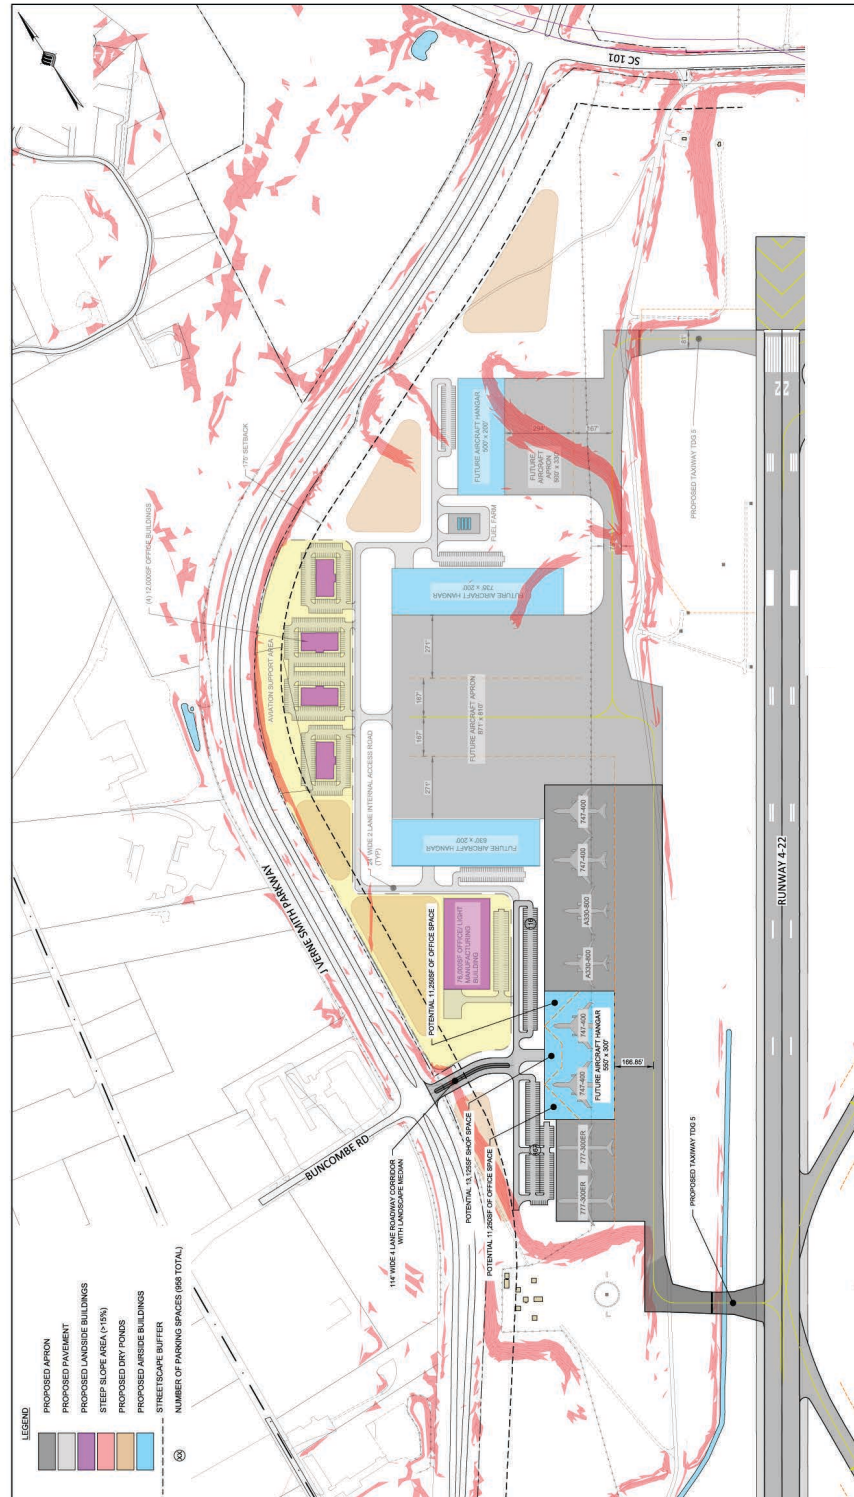 LEGEND
PROPOSED APRON
PROPOSED PAVEMENT
PROPOSED LANDSIDE BUILDINGS
STEEP SLOPE AREA (>15%)
PROPOSED DRY PONDS
PROPOSED AIRSIDE BUILDINGS
STREETSCAPE BUFFER
NUMBER OF PARKING SPACES (958 TOTAL)
BUNCOMBE RD
J VERNE SMITH PARKWAY
SC 101
175' SETBACK
(4) 12,000SF OFFICE BUILDINGS
AVIATION SUPPORT AREA
24' WIDE 2 LANE INTERNAL ACCESS ROAD
(TYP)
114' WIDE 4 LANE ROADWAY CORRIDOR
WITH LANDSCAPE MEDIAN
POTENTIAL 11,250SF OF OFFICE SPACE
78,000SF OFFICE/ LIGHT
MANUFACTURING
BUILDING
POTENTIAL 13,125SF SHOP SPACE
POTENTIAL 11,250SF OF OFFICE SPACE
FUTURE AIRCRAFT HANGAR
630' x 200'
FUTURE AIRCRAFT HANGAR
735' x 200'
FUTURE AIRCRAFT HANGAR
500' x 200'
FUEL FARM
FUTURE AIRCRAFT APRON
871' x 810'
271'
167'
167'
271'
FUTURE
AIRCRAFT
APRON
167'
777-300ER
777-300ER
747-400
747-400
A330-800
A330-800
747-400
747-400
FUTURE AIRCRAFT HANGAR
550' x 300'
166.85'
PROPOSED TAXIWAY TDG 5
PROPOSED TAXIWAY TDG 5
RUNWAY 4-22
22